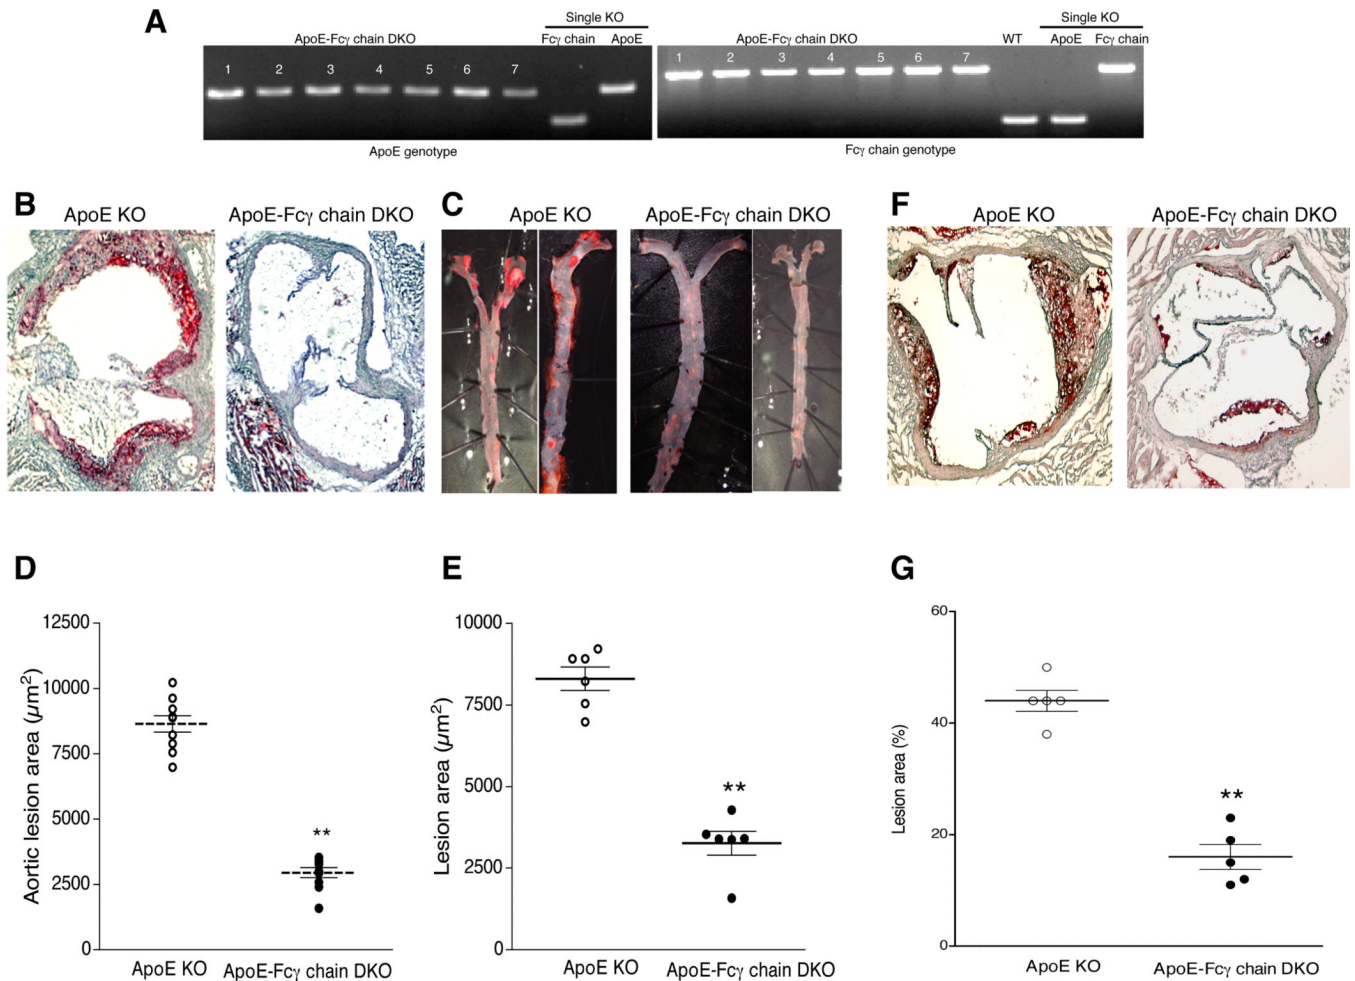 A
Single KO
ApoE-Fcγ chain DKO
Fcγ chain ApoE
1 2 3 4 5 6 7
ApoE genotype
Single KO
ApoE-Fcγ chain DKO
WT ApoE Fcγ chain
1 2 3 4 5 6 7
Fcγ chain genotype
B
ApoE KO
ApoE-Fcγ chain DKO
C
ApoE KO
ApoE-Fcγ chain DKO
F
ApoE KO
ApoE-Fcγ chain DKO
D
Aortic lesion area (µm²)
12500
10000
7500
5000
2500
0
**
ApoE KO
ApoE-Fcγ chain DKO
E
Lesion area (µm²)
10000
7500
5000
2500
0
**
ApoE KO
ApoE-Fcγ chain DKO
G
Lesion area (%)
60
40
20
0
**
ApoE KO
ApoE-Fcγ chain DKO